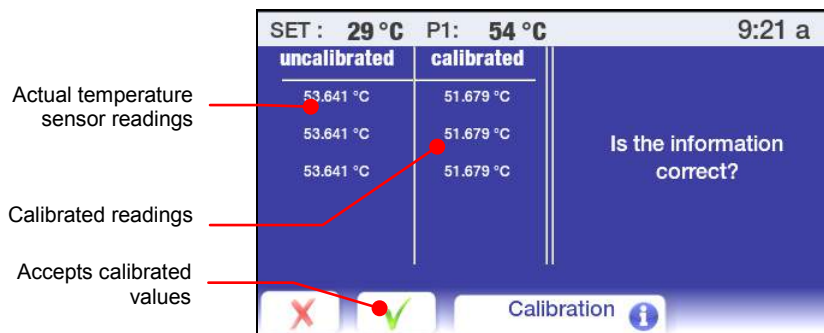 SET : 29 °C P1: 54 °C 9:21 a
uncalibrated calibrated
Actual temperature
sensor readings
53.641 °C 51.679 °C
53.641 °C 51.679 °C
53.641 °C 51.679 °C
Is the information
correct?
Calibrated readings
Accepts calibrated
values
Calibration i